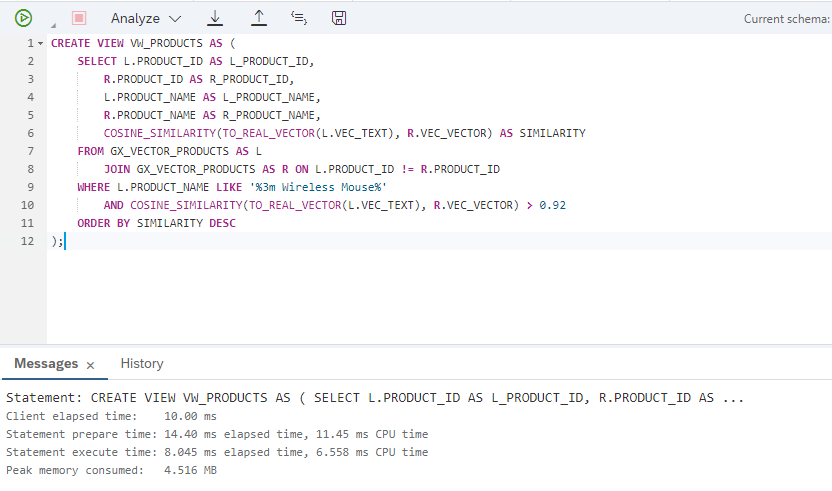 Analyze
Current schema:
1 CREATE VIEW VW_PRODUCTS AS (
2 SELECT L.PRODUCT_ID AS L_PRODUCT_ID,
3 R.PRODUCT_ID AS R_PRODUCT_ID,
4 L.PRODUCT_NAME AS L_PRODUCT_NAME,
5 R.PRODUCT_NAME AS R_PRODUCT_NAME,
6 COSINE_SIMILARITY(TO_REAL_VECTOR(L.VEC_TEXT), R.VEC_VECTOR) AS SIMILARITY
7 FROM GX_VECTOR_PRODUCTS AS L
8 JOIN GX_VECTOR_PRODUCTS AS R ON L.PRODUCT_ID != R.PRODUCT_ID
9 WHERE L.PRODUCT_NAME LIKE '%3m Wireless Mouse%'
10 AND COSINE_SIMILARITY(TO_REAL_VECTOR(L.VEC_TEXT), R.VEC_VECTOR) > 0.92
11 ORDER BY SIMILARITY DESC
12 );
Messages × History
Statement: CREATE VIEW VW_PRODUCTS AS ( SELECT L.PRODUCT_ID AS L_PRODUCT_ID, R.PRODUCT_ID AS ...
Client elapsed time: 10.00 ms
Statement prepare time: 14.40 ms elapsed time, 11.45 ms CPU time
Statement execute time: 8.045 ms elapsed time, 6.558 ms CPU time
Peak memory consumed: 4.516 MB